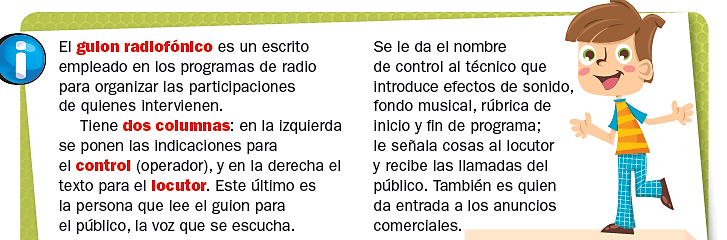 El guion radiofónico es un escrito
empleado en los programas de radio
para organizar las participaciones
de quienes intervienen.
Tiene dos columnas: en la izquierda
se ponen las indicaciones para
el control (operador), y en la derecha el
texto para el locutor. Este último es
la persona que lee el guion para
el público, la voz que se escucha.
Se le da el nombre
de control al técnico que
introduce efectos de sonido,
fondo musical, rúbrica de
inicio y fin de programa;
le señala cosas al locutor
y recibe las llamadas del
público. También es quien
da entrada a los anuncios
comerciales.